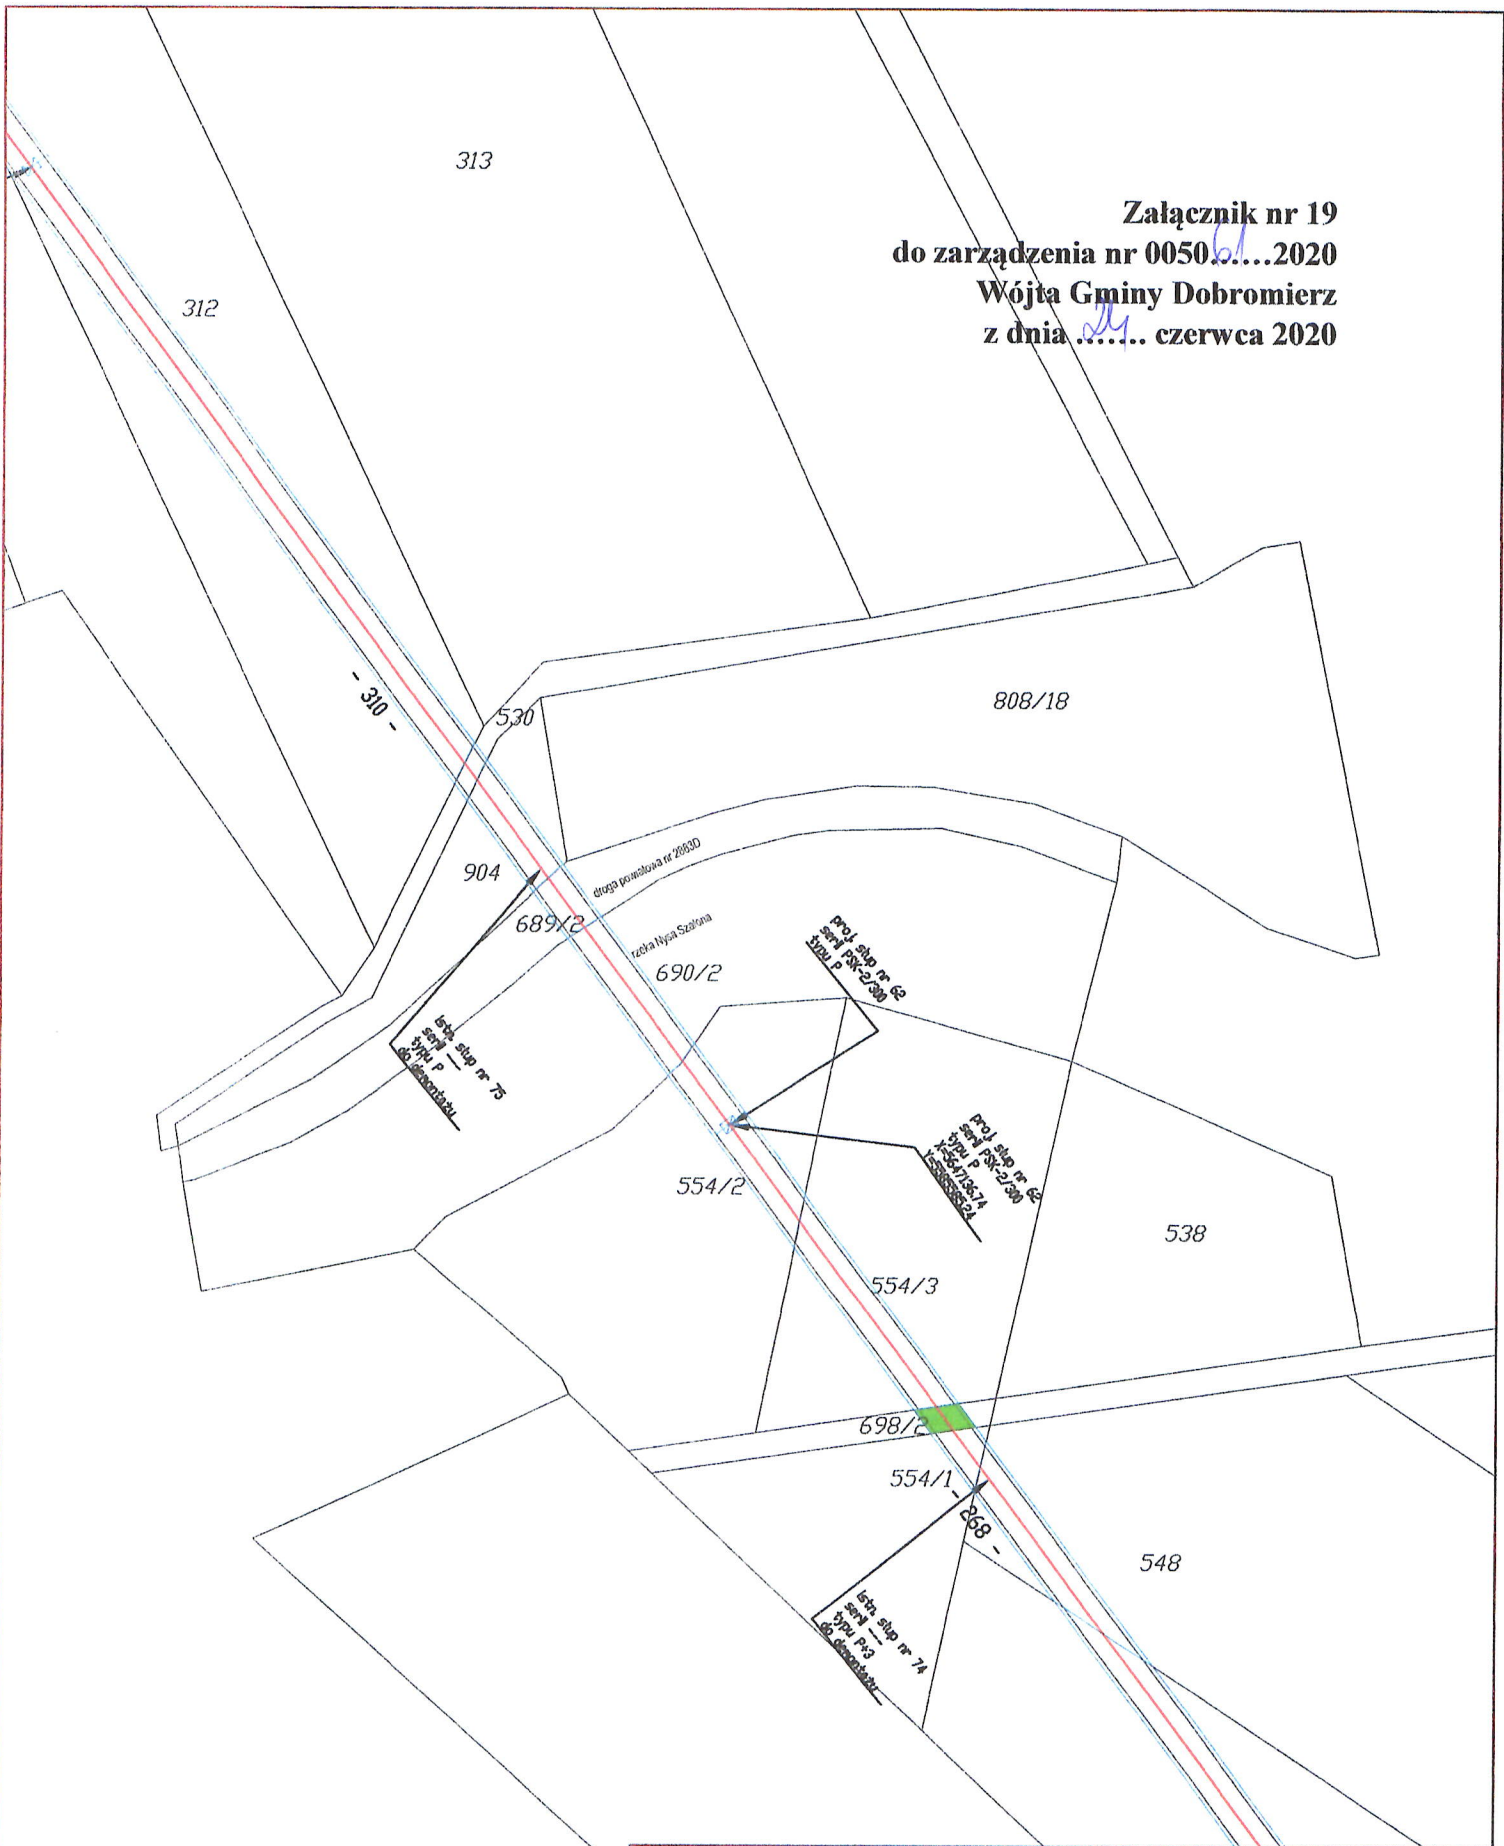 313
Załącznik nr 19
do zarządzenia nr 0050.61.....2020
Wójta Gminy Dobromierz
z dnia ..24..... czerwca 2020
312
- 310 -
530
808/18
904
droga powiatowa nr 2883D
689/2
rzeka Nysa Szalona
690/2
proj. słup nr 62
serii PSK-2/300
typu P
istn. słup nr 75
serii ---
typu P
do demontażu
proj. słup nr 62
serii PSK-2/300
typu P
X=5647136.74
554/2
538
554/3
698/2
554/1
- 268 -
548
istn. słup nr 74
serii ---
typu P+3
do demontażu